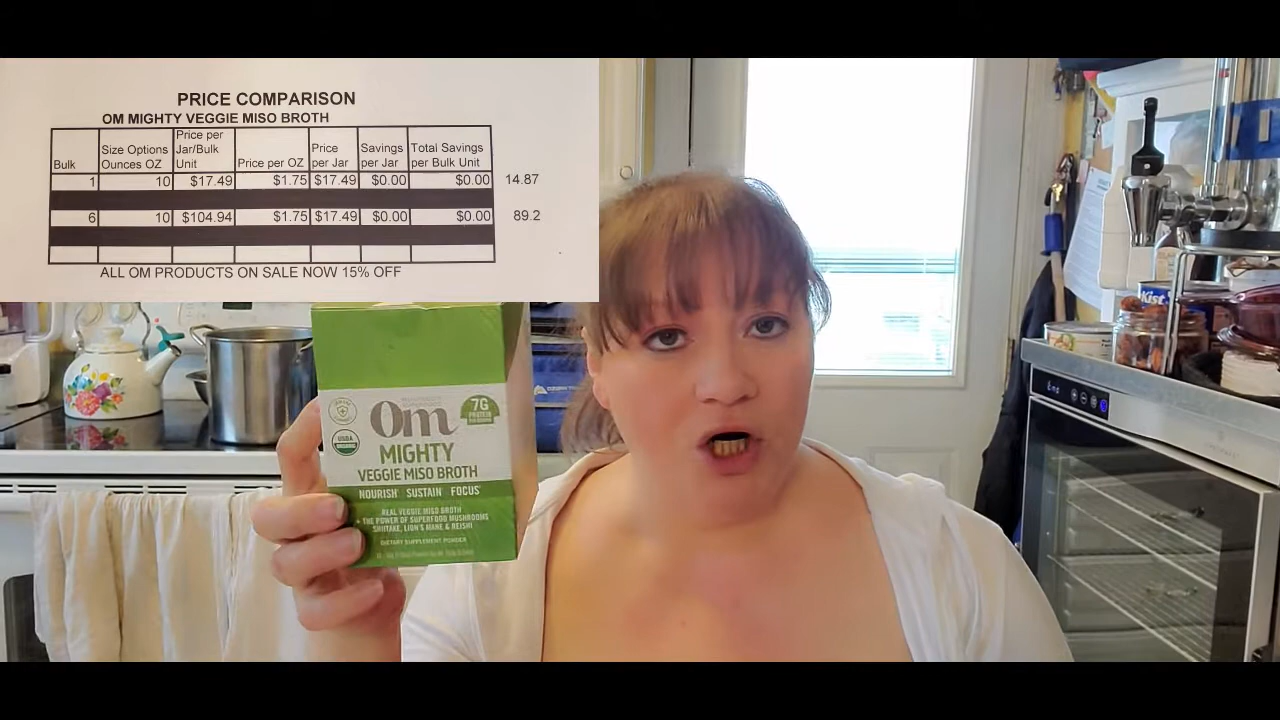 PRICE COMPARISON
OM MIGHTY VEGGIE MISO BROTH
Bulk Size Options Ounces OZ Price per Jar/Bulk Unit Price per OZ Price per Jar Savings per Jar Total Savings per Bulk Unit
1 10 $17.49 $1.75 $17.49 $0.00 $0.00 14.87
6 10 $104.94 $1.75 $17.49 $0.00 $0.00 89.2
ALL OM PRODUCTS ON SALE NOW 15% OFF
Om
7G
PROTEIN
USDA
ORGANIC
MIGHTY
VEGGIE MISO BROTH
NOURISH SUSTAIN FOCUS
REAL VEGGIE MISO BROTH
+ THE POWER OF SUPERFOOD MUSHROOMS
SHIITAKE, LION'S MANE & REISHI
DIETARY SUPPLEMENT POWDER
Kist